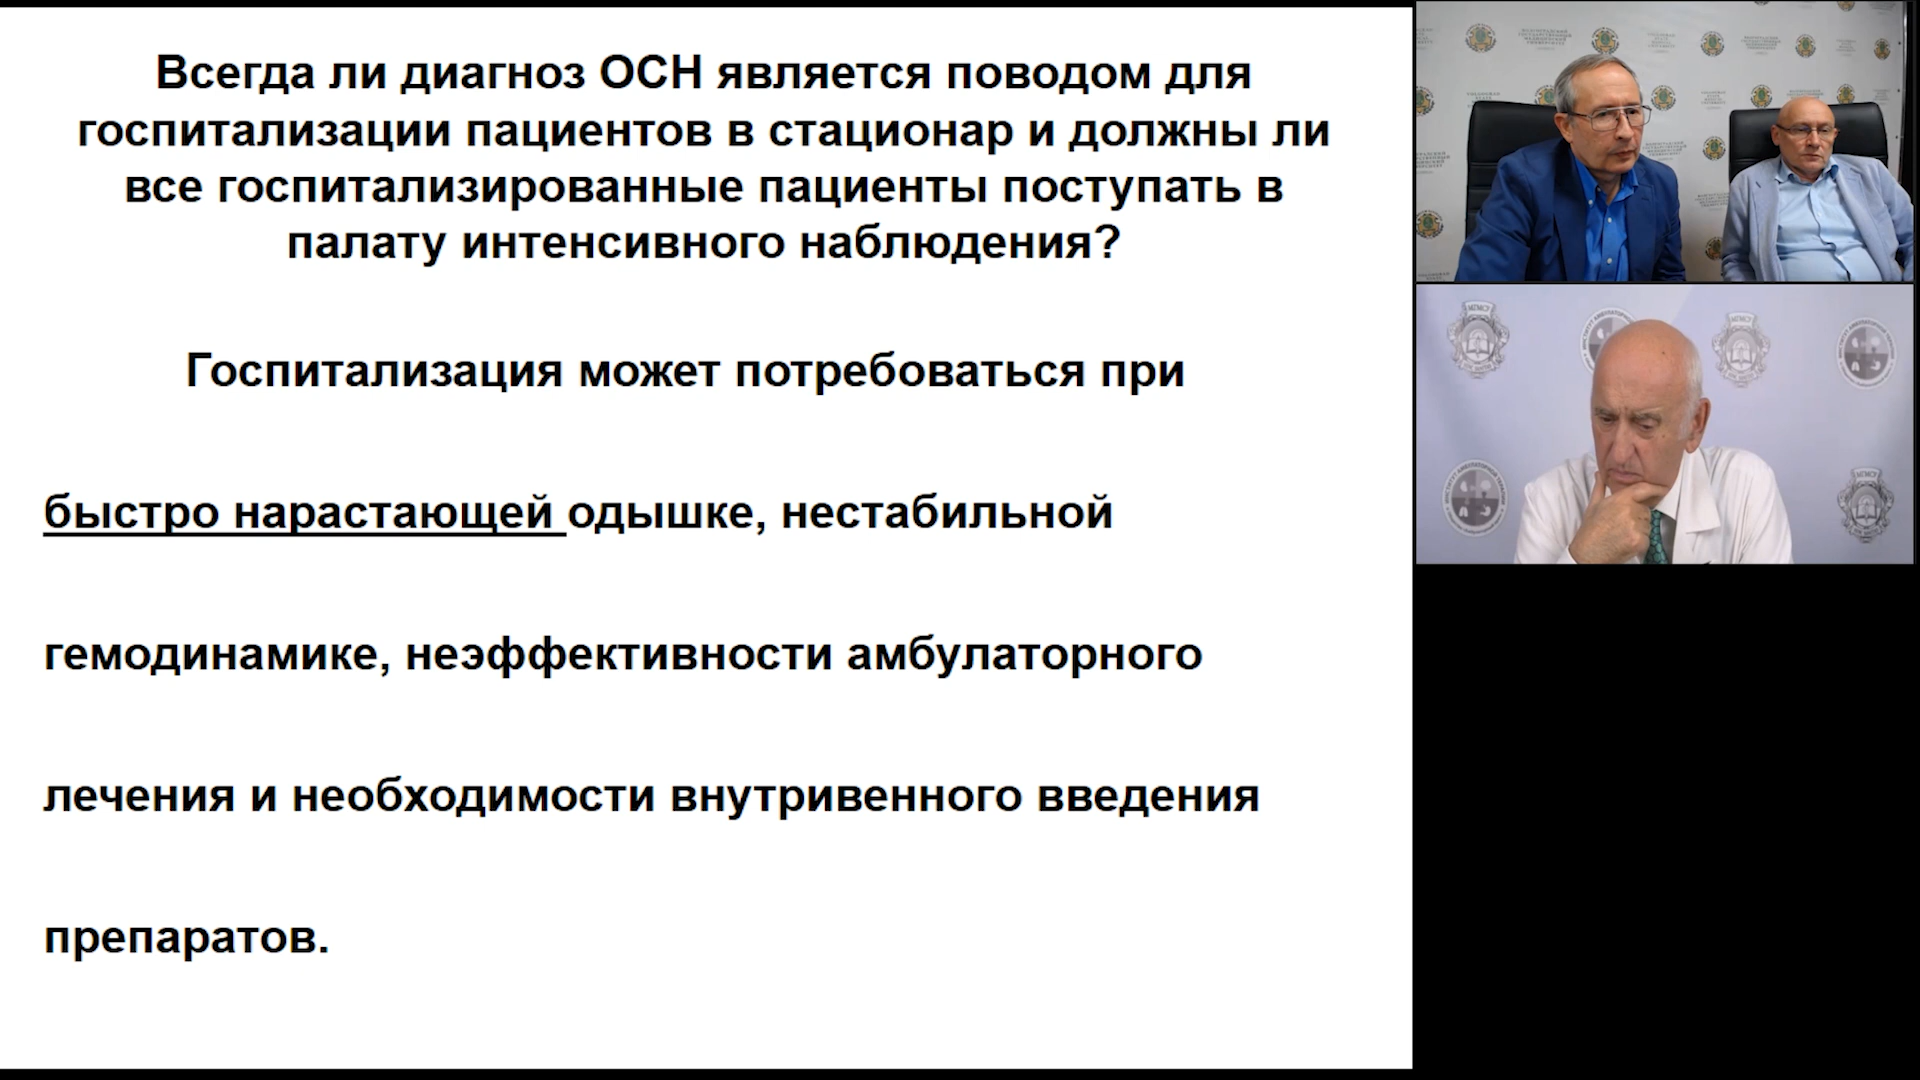 Всегда ли диагноз ОСН является поводом для
госпитализации пациентов в стационар и должны ли
все госпитализированные пациенты поступать в
палату интенсивного наблюдения?
Госпитализация может потребоваться при
быстро нарастающей одышке, нестабильной
гемодинамике, неэффективности амбулаторного
лечения и необходимости внутривенного введения
препаратов.